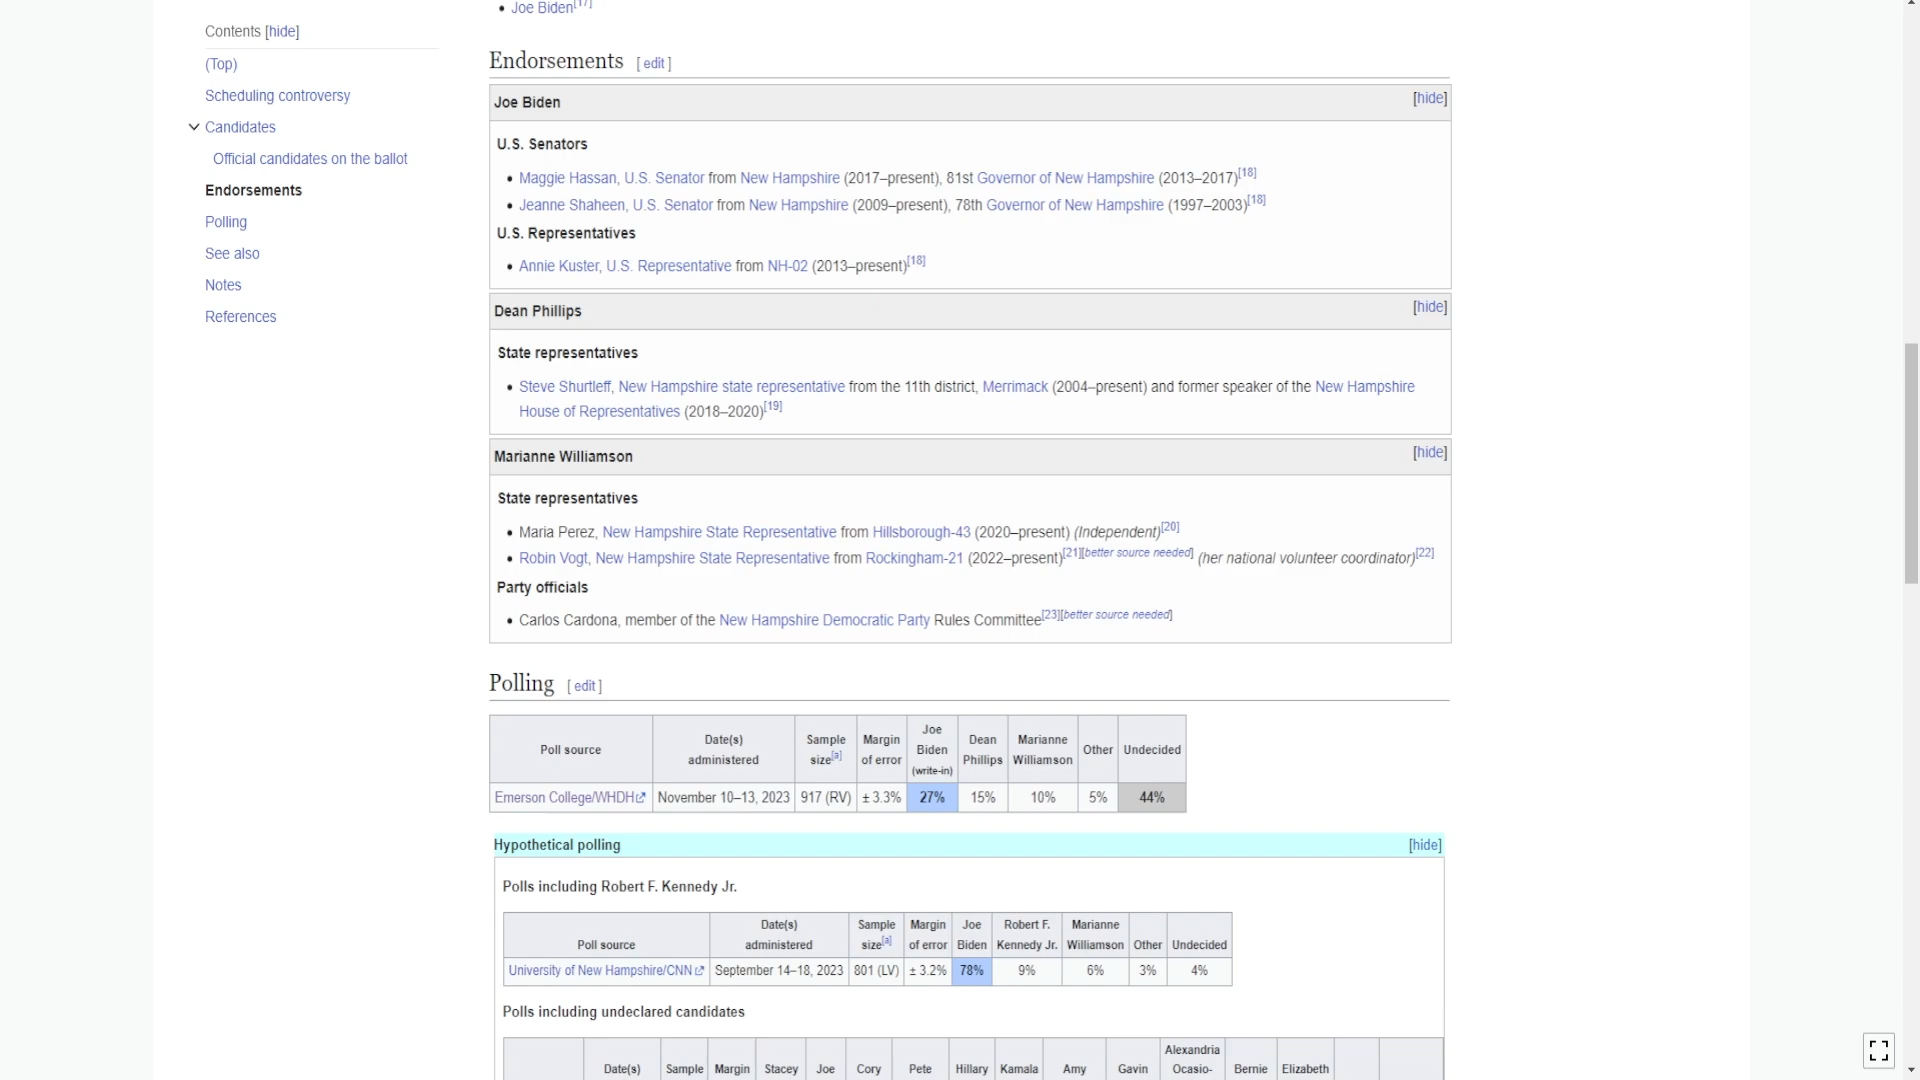 Contents [hide]
(Top)
Scheduling controversy
Candidates
Official candidates on the ballot
Endorsements
Polling
See also
Notes
References
Joe Biden[17]
Endorsements [ edit ]
Joe Biden [hide]
U.S. Senators
• Maggie Hassan, U.S. Senator from New Hampshire (2017–present), 81st Governor of New Hampshire (2013–2017)[18]
• Jeanne Shaheen, U.S. Senator from New Hampshire (2009–present), 78th Governor of New Hampshire (1997–2003)[18]
U.S. Representatives
• Annie Kuster, U.S. Representative from NH-02 (2013–present)[18]
Dean Phillips [hide]
State representatives
• Steve Shurtleff, New Hampshire state representative from the 11th district, Merrimack (2004–present) and former speaker of the New Hampshire
House of Representatives (2018–2020)[19]
Marianne Williamson [hide]
State representatives
• Maria Perez, New Hampshire State Representative from Hillsborough-43 (2020–present) (Independent)[20]
• Robin Vogt, New Hampshire State Representative from Rockingham-21 (2022–present)[21][better source needed] (her national volunteer coordinator)[22]
Party officials
• Carlos Cardona, member of the New Hampshire Democratic Party Rules Committee[23][better source needed]
Polling [ edit ]
Poll source Date(s) administered Sample size[a] Margin of error Joe Biden (write-in) Dean Phillips Marianne Williamson Other Undecided
Emerson College/WHDH November 10–13, 2023 917 (RV) ± 3.3% 27% 15% 10% 5% 44%
Hypothetical polling [hide]
Polls including Robert F. Kennedy Jr.
Poll source Date(s) administered Sample size[a] Margin of error Joe Biden Robert F. Kennedy Jr. Marianne Williamson Other Undecided
University of New Hampshire/CNN September 14–18, 2023 801 (LV) ± 3.2% 78% 9% 6% 3% 4%
Polls including undeclared candidates
Date(s) Sample Margin Stacey Joe Cory Pete Hillary Kamala Amy Gavin Alexandria Ocasio- Bernie Elizabeth